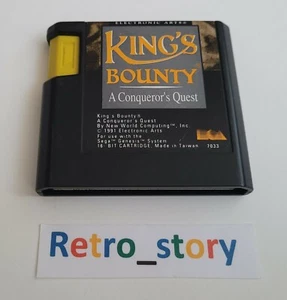 ELECTRONIC ARTS
KING'S
BOUNTY
A Conqueror's Quest
King's Bounty®
A Conqueror's Quest
By New World Computing™, Inc.
© 1991 Electronic Arts
For use with the
Sega™ Genesis™ System
16 BIT CARTRIDGE. Made in Taiwan 7033
Retro_story